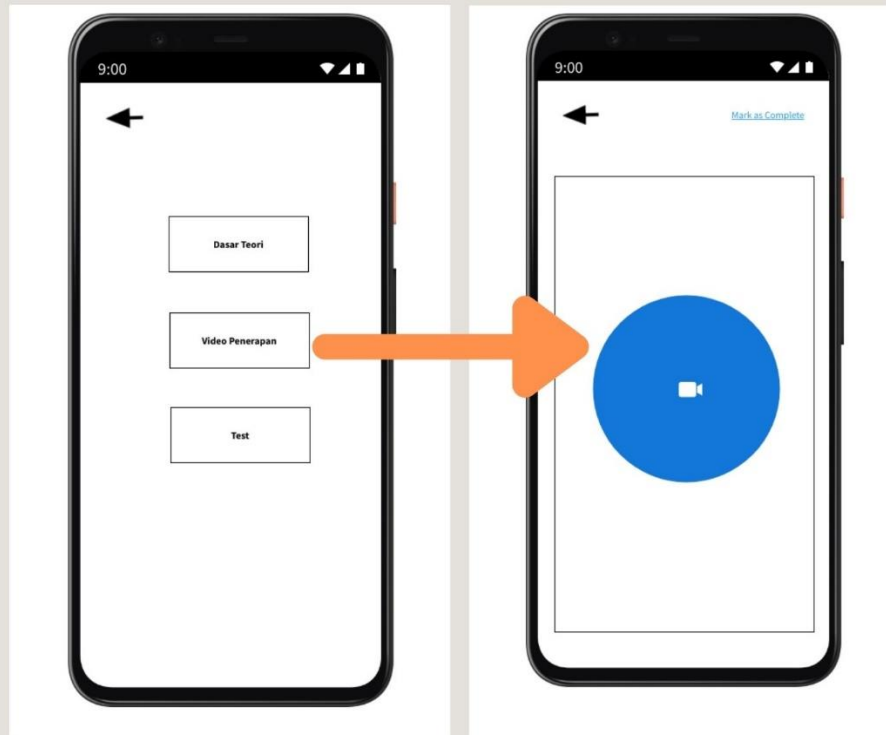 9:00
Dasar Teori
Video Penerapan
Test
9:00
Mark as Complete